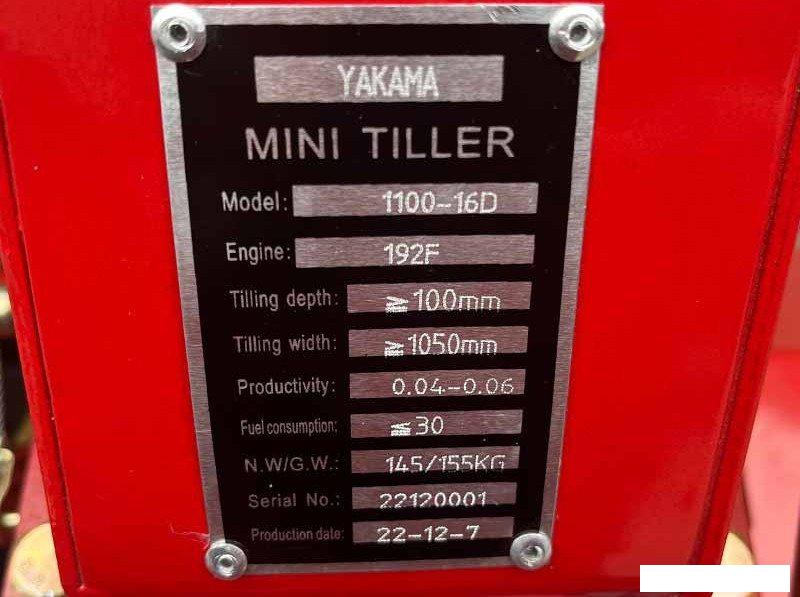 YAKAMA
MINI TILLER
Model: 1100-16D
Engine: 192F
Tilling depth: ≥100mm
Tilling width: ≥1050mm
Productivity: 0.04-0.06
Fuel consumption: ≤30
N.W/G.W.: 145/155KG
Serial No.: 22120001
Production date: 22-12-7